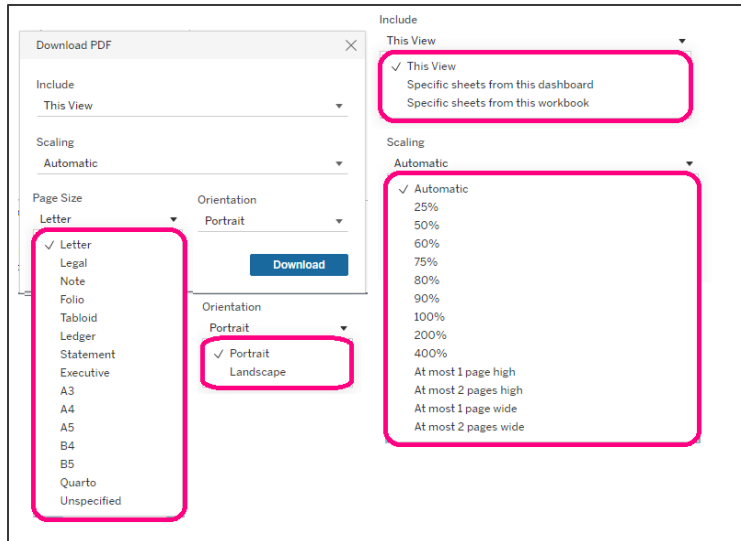 Download PDF
Include
This View
Scaling
Automatic
Page Size
Letter
Orientation
Portrait
Download
✓ Letter
Legal
Note
Folio
Tabloid
Ledger
Statement
Executive
A3
A4
A5
B4
B5
Quarto
Unspecified
Orientation
Portrait
✓ Portrait
Landscape
Include
This View
✓ This View
Specific sheets from this dashboard
Specific sheets from this workbook
Scaling
Automatic
✓ Automatic
25%
50%
60%
75%
80%
90%
100%
200%
400%
At most 1 page high
At most 2 pages high
At most 1 page wide
At most 2 pages wide